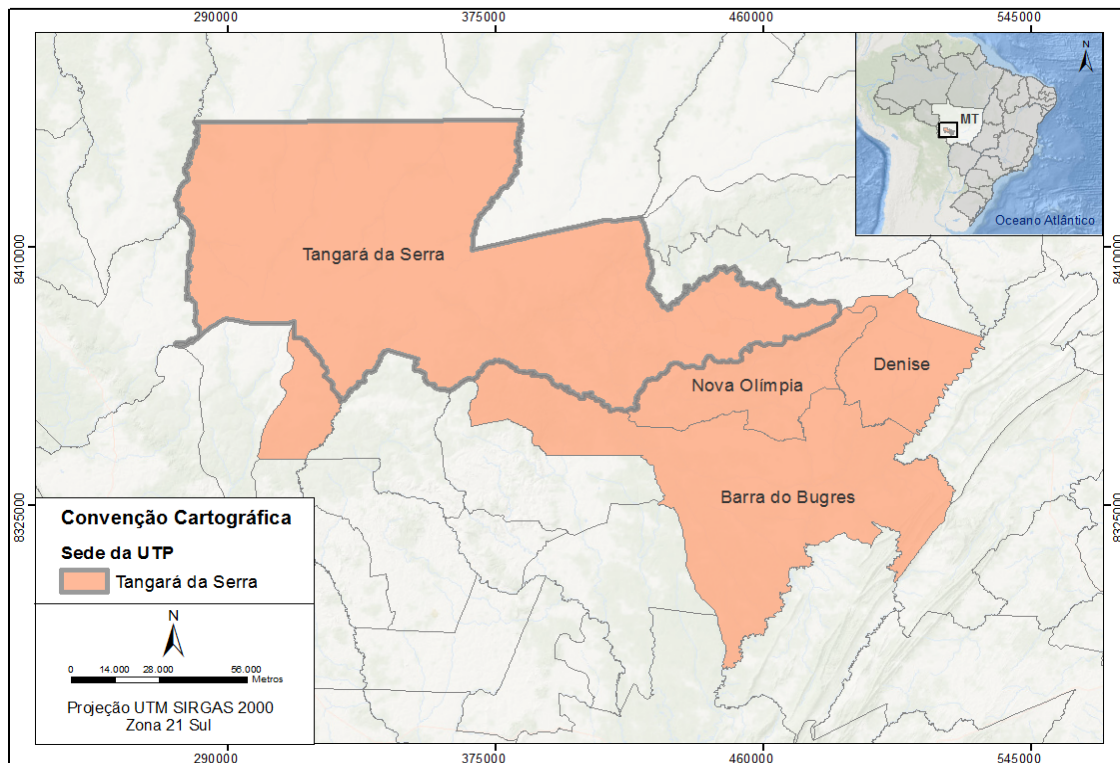 290000 375000 460000 545000
N
MT
Oceano Atlântico
8410000 8410000
Tangará da Serra
Denise
Nova Olímpia
Barra do Bugres
8325000 8325000
Convenção Cartográfica
Sede da UTP
Tangará da Serra
N
0 14.000 28.000 56.000
Metros
Projeção UTM SIRGAS 2000
Zona 21 Sul
290000 375000 460000 545000